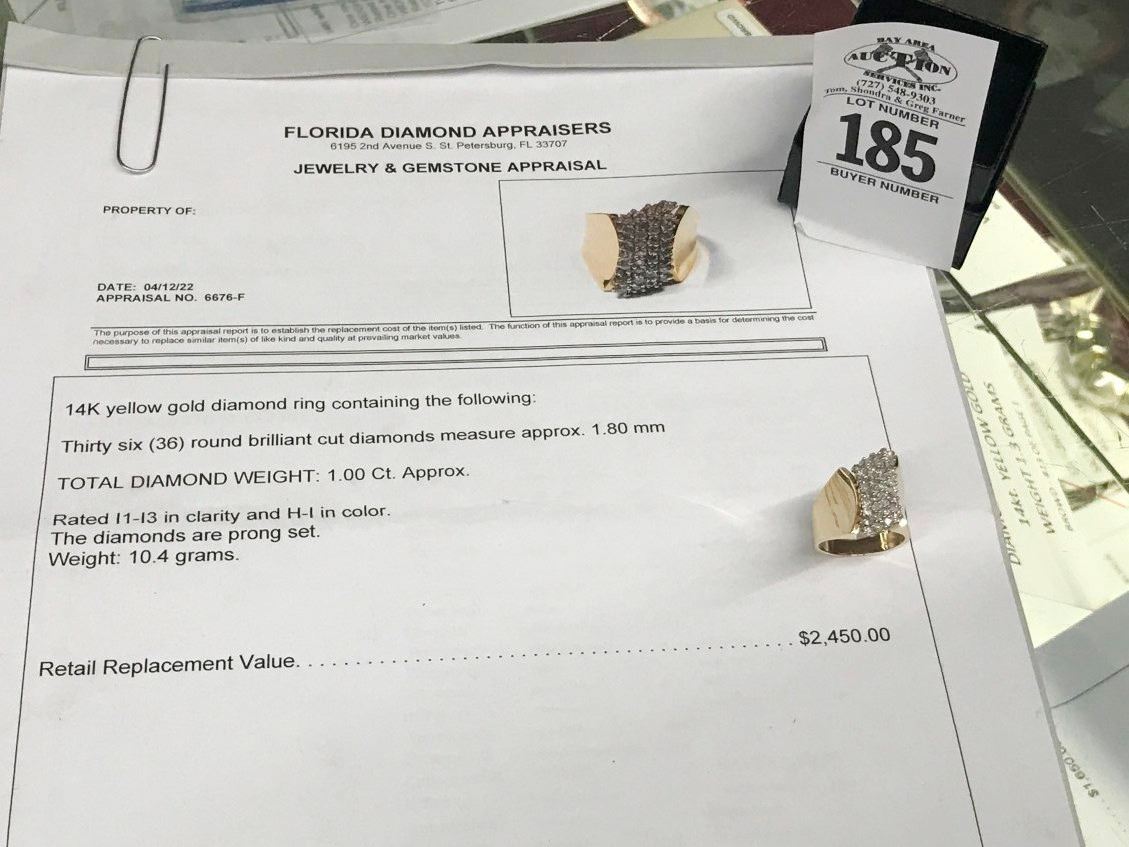 BAY AREA
AUCTION
SERVICES INC.
(727) 548-9303
Tom, Shondra & Greg Farner
LOT NUMBER
185
BUYER NUMBER
FLORIDA DIAMOND APPRAISERS
6195 2nd Avenue S. St. Petersburg, FL 33707
JEWELRY & GEMSTONE APPRAISAL
PROPERTY OF:
DATE: 04/12/22
APPRAISAL NO. 6676-F
The purpose of this appraisal report is to establish the replacement cost of the item(s) listed. The function of this appraisal report is to provide a basis for determining the cost
necessary to replace similar item(s) of like kind and quality at prevailing market values.
14K yellow gold diamond ring containing the following:
Thirty six (36) round brilliant cut diamonds measure approx. 1.80 mm
TOTAL DIAMOND WEIGHT: 1.00 Ct. Approx.
Rated I1-I3 in clarity and H-I in color.
The diamonds are prong set.
Weight: 10.4 grams.
Retail Replacement Value. . . . . . . . . . . . . . . . . . . . . . . . . . . . . . . . . . . . . . . . . . $2,450.00
14kt. YELLOW GOLD
WEIGHT 1.3 GRAMS
$1,650.00